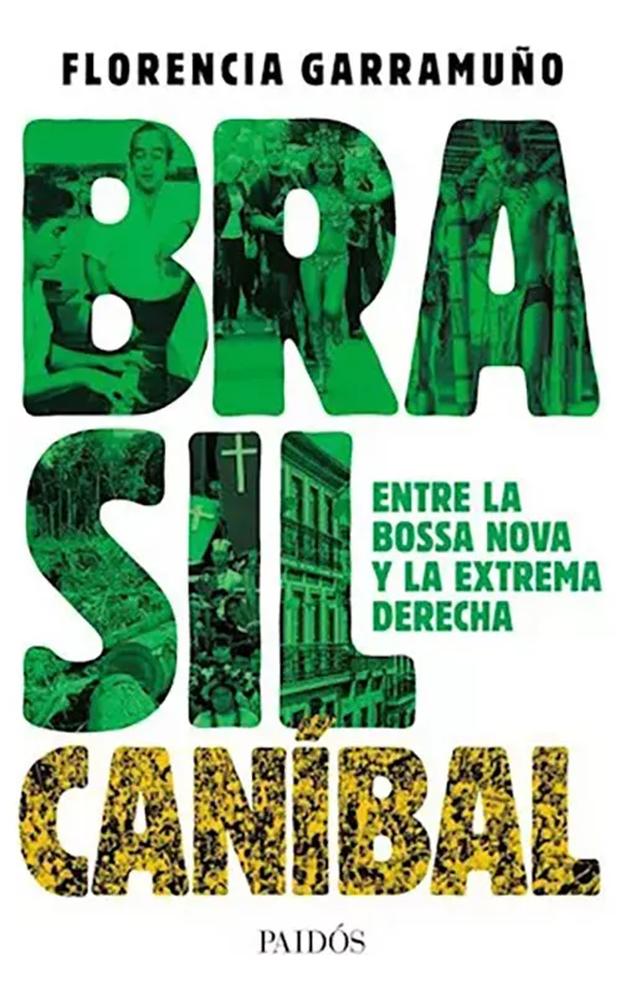 FLORENCIA GARRAMUÑO
BRA
SIL
ENTRE LA
BOSSA NOVA
Y LA EXTREMA
DERECHA
CANÍBAL
PAIDÓS